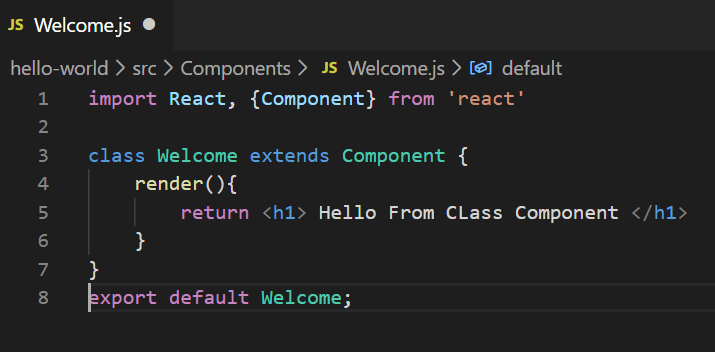 JS Welcome.js
hello-world > src > Components > JS Welcome.js > default
1 import React, {Component} from 'react'
2
3 class Welcome extends Component {
4 render(){
5 return <h1> Hello From CLass Component </h1>
6 }
7 }
8 export default Welcome;